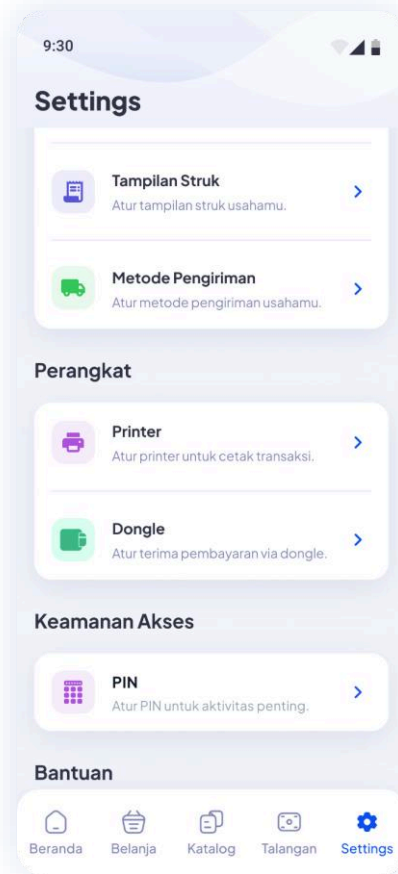 9:30
Settings
Tampilan Struk
Atur tampilan struk usahamu.
Metode Pengiriman
Atur metode pengiriman usahamu.
Perangkat
Printer
Atur printer untuk cetak transaksi.
Dongle
Atur terima pembayaran via dongle.
Keamanan Akses
PIN
Atur PIN untuk aktivitas penting.
Bantuan
Beranda Belanja Katalog Talangan Settings